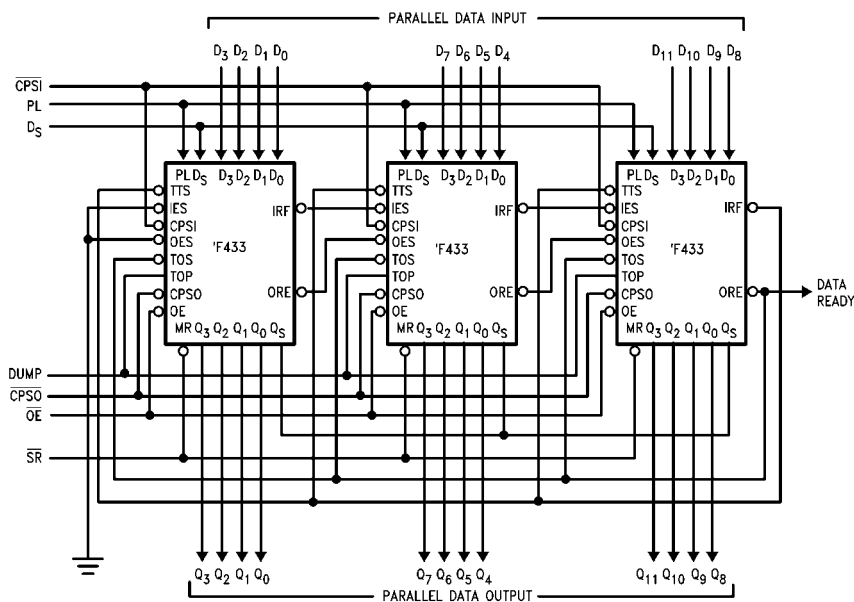 PARALLEL DATA INPUT
D3 D2 D1 D0 D7 D6 D5 D4 D11 D10 D9 D8
CPSI
PL
DS
PL DS D3 D2 D1 D0 PL DS D3 D2 D1 D0 PL DS D3 D2 D1 D0
TTS TTS TTS
IES IRF IES IRF IES IRF
CPSI CPSI CPSI
OES 'F433 OES 'F433 OES 'F433
TOS TOS TOS
TOP TOP TOP
CPSO ORE CPSO ORE CPSO ORE DATA
READY
OE OE OE
MR Q3 Q2 Q1 Q0 QS MR Q3 Q2 Q1 Q0 QS MR Q3 Q2 Q1 Q0 QS
DUMP
CPSO
OE
SR
Q3 Q2 Q1 Q0 Q7 Q6 Q5 Q4 Q11 Q10 Q9 Q8
PARALLEL DATA OUTPUT